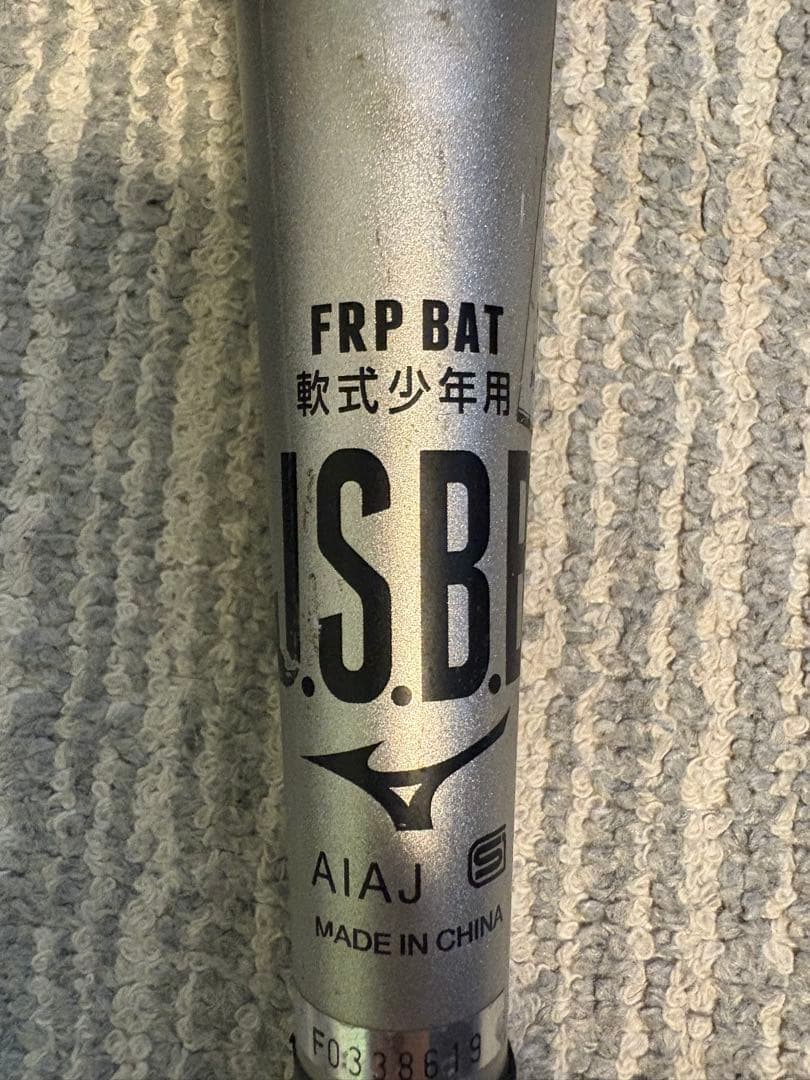 FRP BAT
軟式少年用
J.S.B.B
AIAJ S
MADE IN CHINA
F0338619